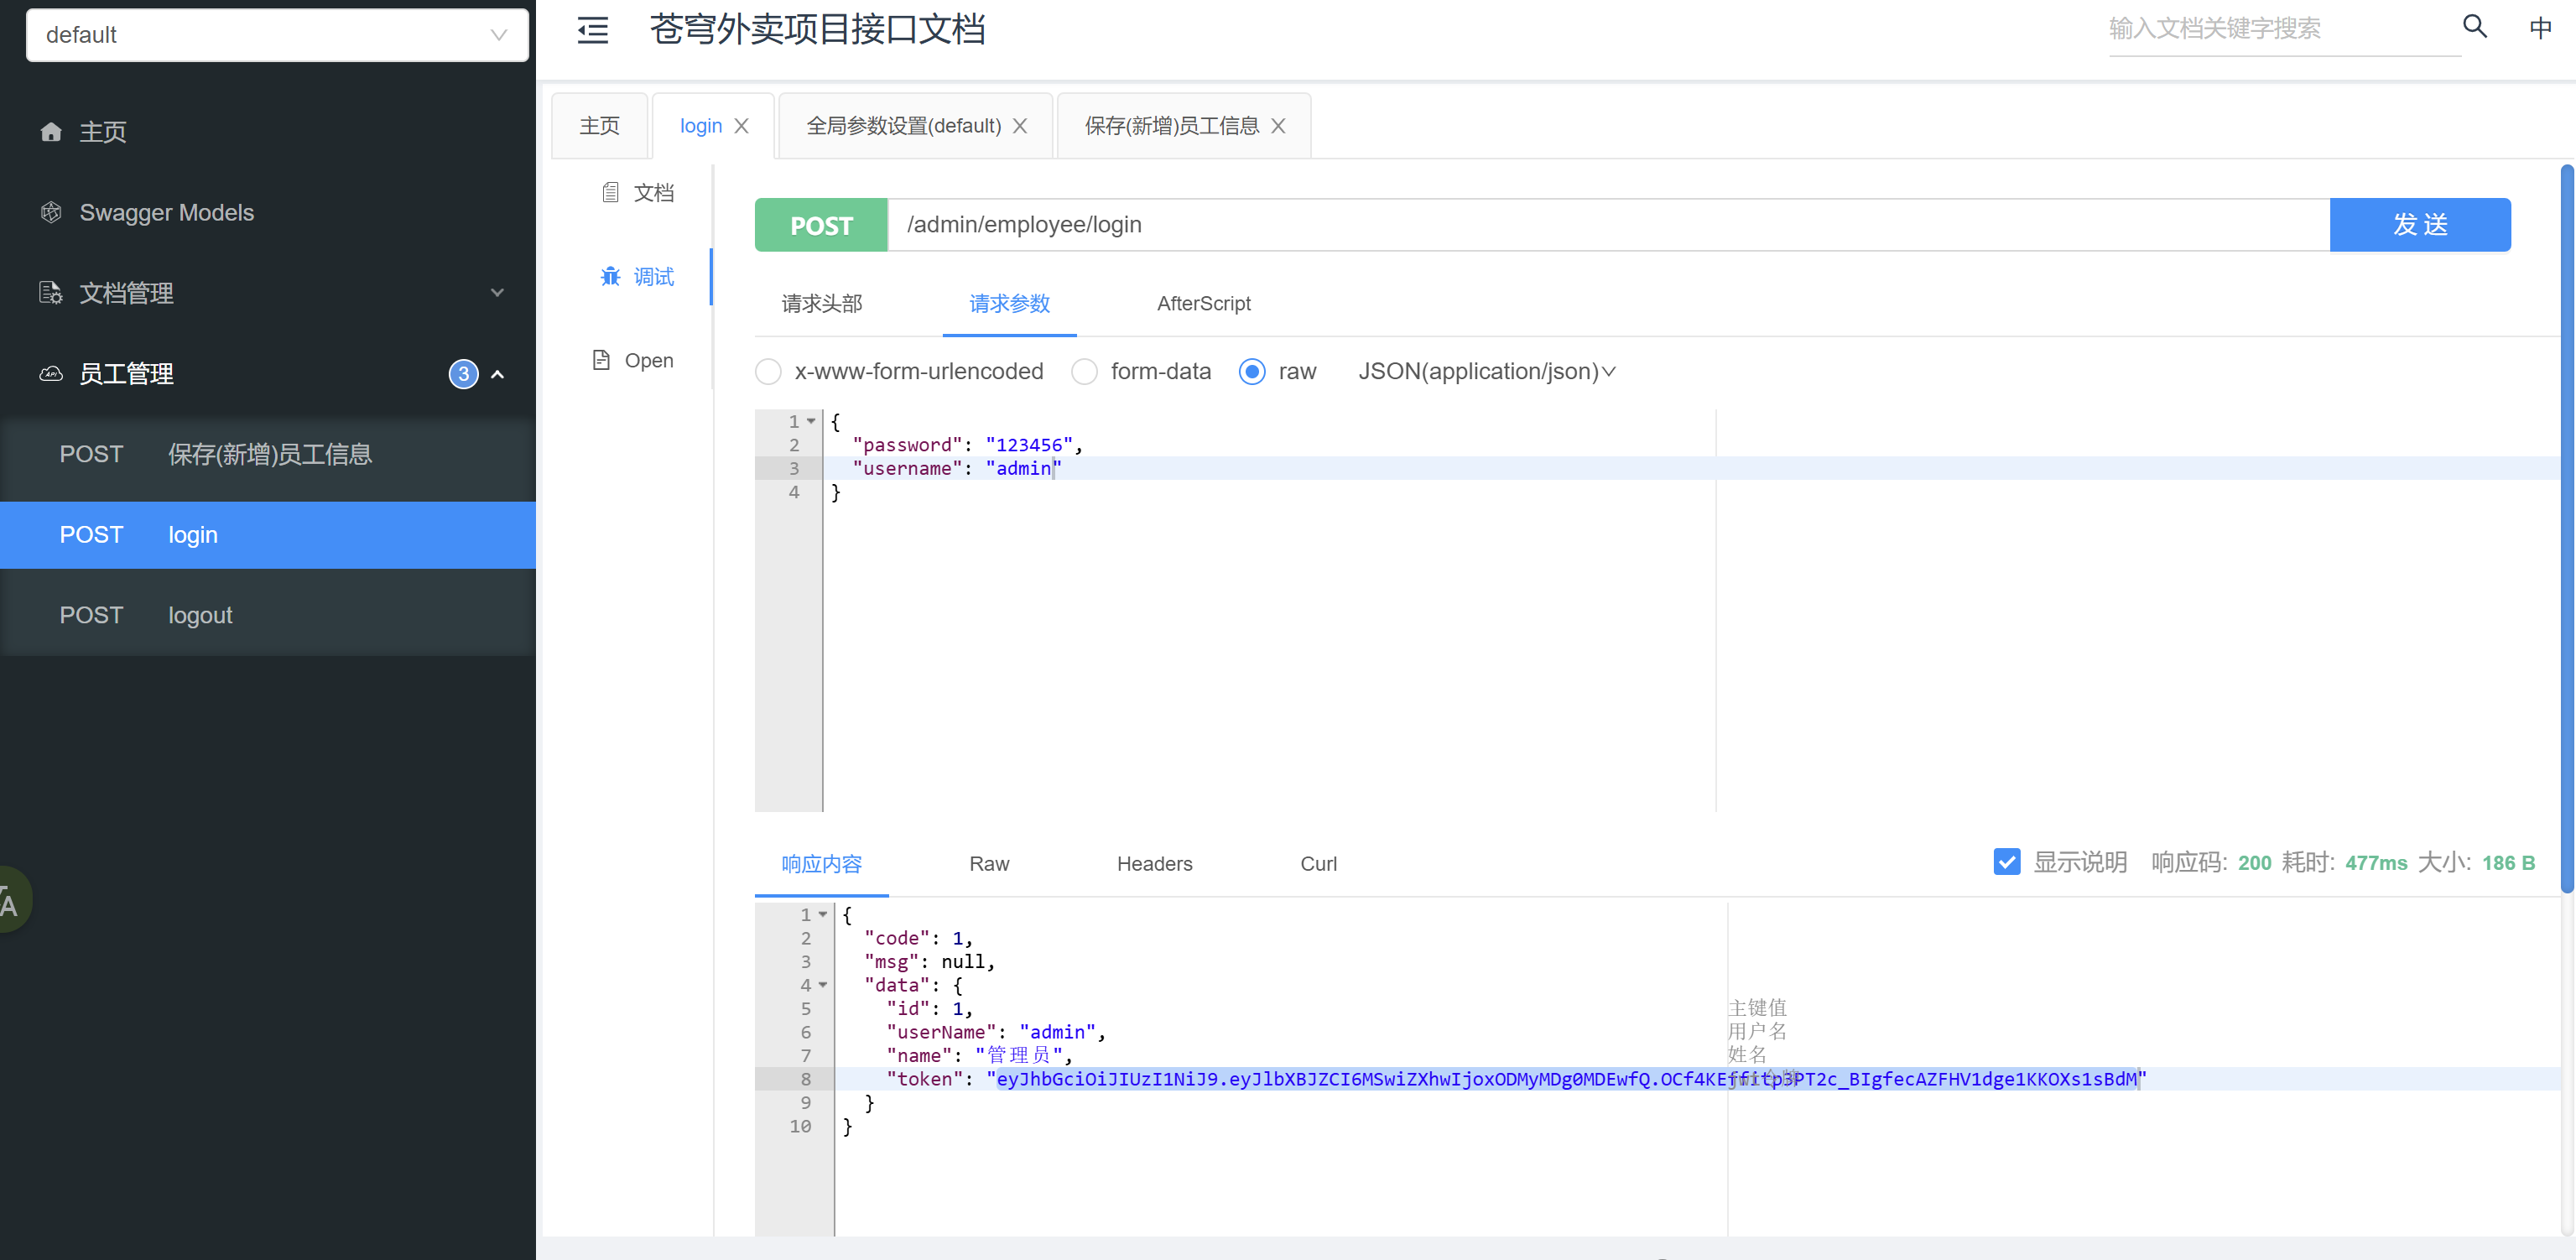 default
主页
Swagger Models
文档管理
员工管理 3
POST 保存(新增)员工信息
POST login
POST logout
苍穹外卖项目接口文档
输入文档关键字搜索
中
主页
login
全局参数设置(default)
保存(新增)员工信息
文档
调试
Open
POST /admin/employee/login 发 送
请求头部 请求参数 AfterScript
x-www-form-urlencoded form-data raw JSON(application/json)
1 {
2 "password": "123456",
3 "username": "admin"
4 }
响应内容 Raw Headers Curl
显示说明 响应码: 200 耗时: 477ms 大小: 186 B
1 {
2 "code": 1,
3 "msg": null,
4 "data": {
5 "id": 1, 主键值
6 "userName": "admin", 用户名
7 "name": "管理员", 姓名
8 "token":
9 }
10 }